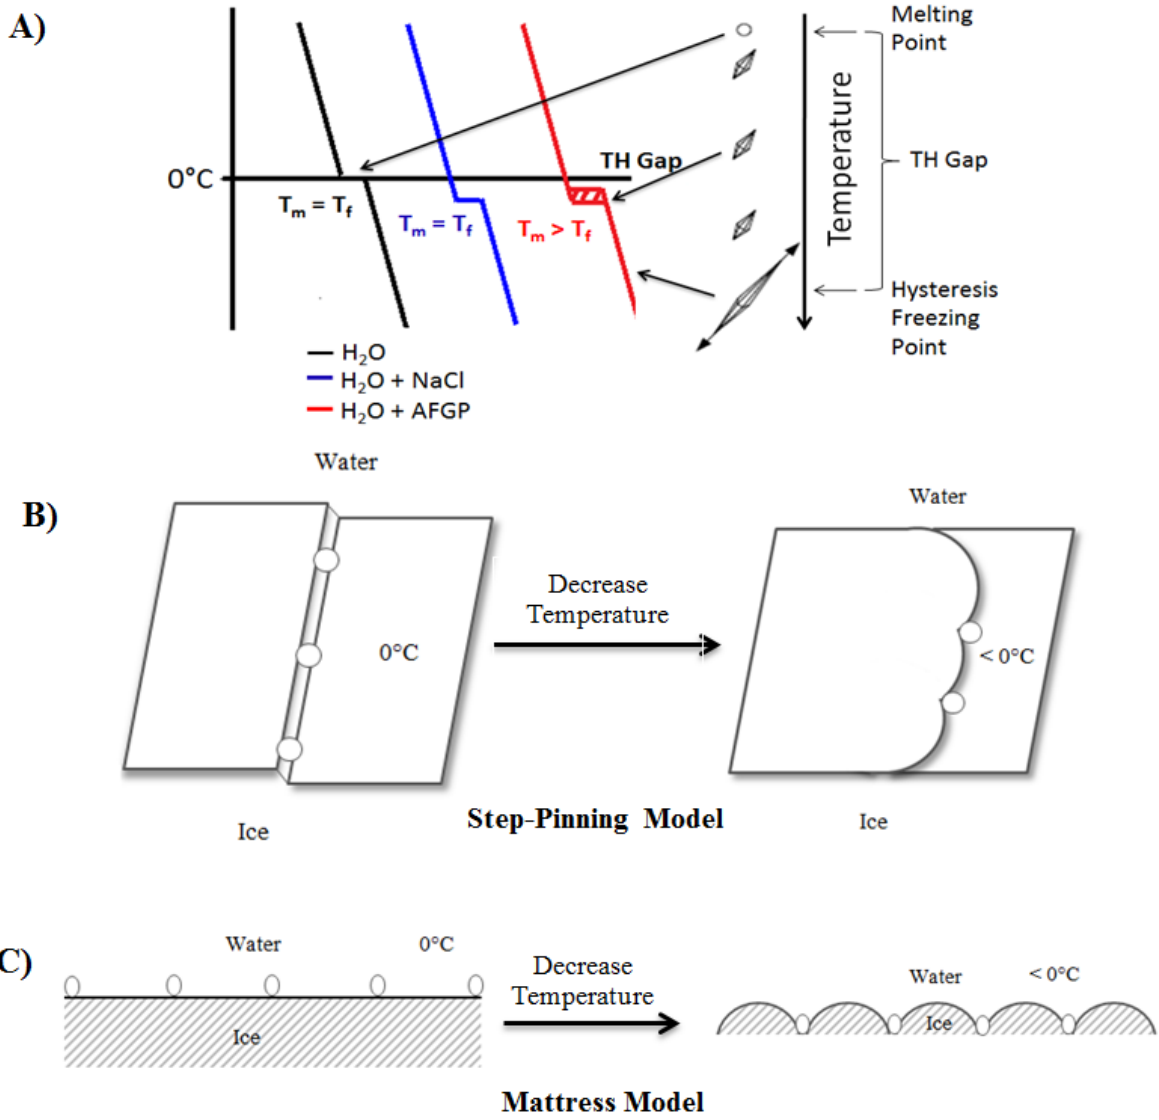 A)
Melting
Point
Temperature
TH Gap
TH Gap
0°C
Tm = Tf
Tm = Tf
Tm > Tf
Hysteresis
Freezing
Point
H2O
H2O + NaCl
H2O + AFGP
Water
B)
Water
Decrease
Temperature
0°C
< 0°C
Step-Pinning Model
Ice
Ice
C)
Water
0°C
Decrease
Temperature
Water
< 0°C
Ice
Ice
Mattress Model